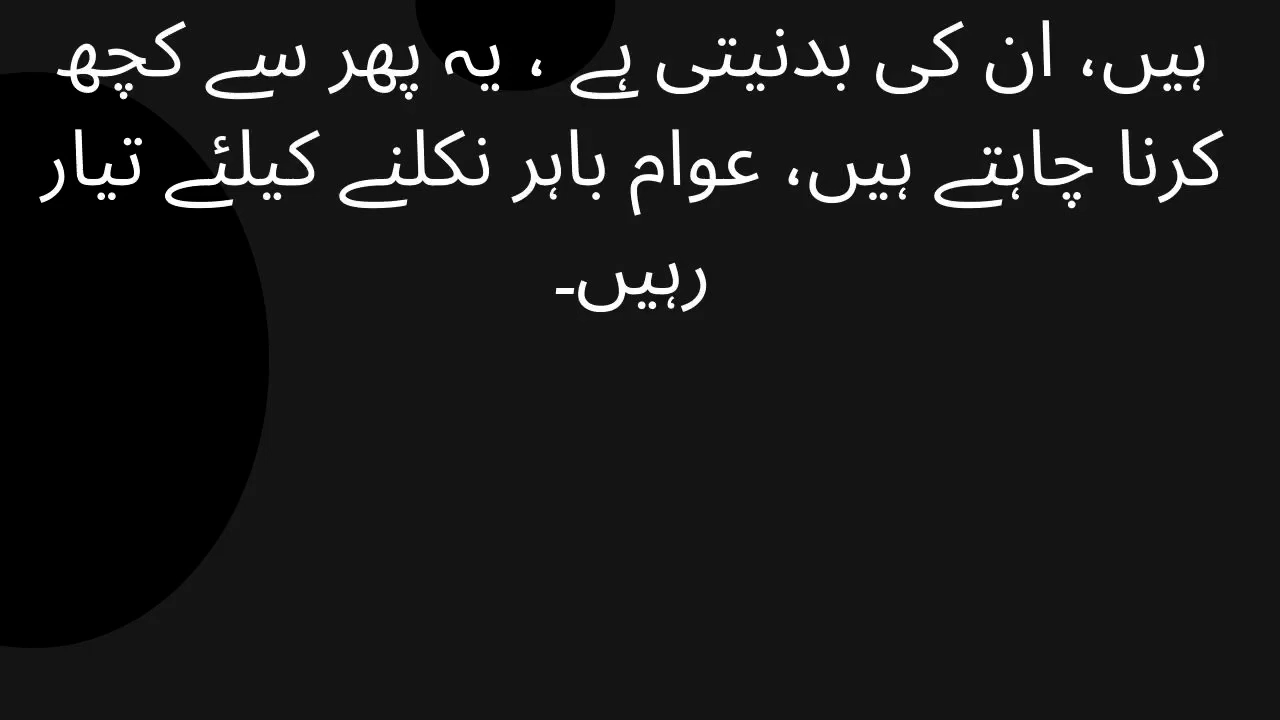 ہیں، ان کی بدنیتی ہے ، یہ پھر سے کچھ
کرنا چاہتے ہیں، عوام باہر نکلنے کیلئے تیار
رہیں۔